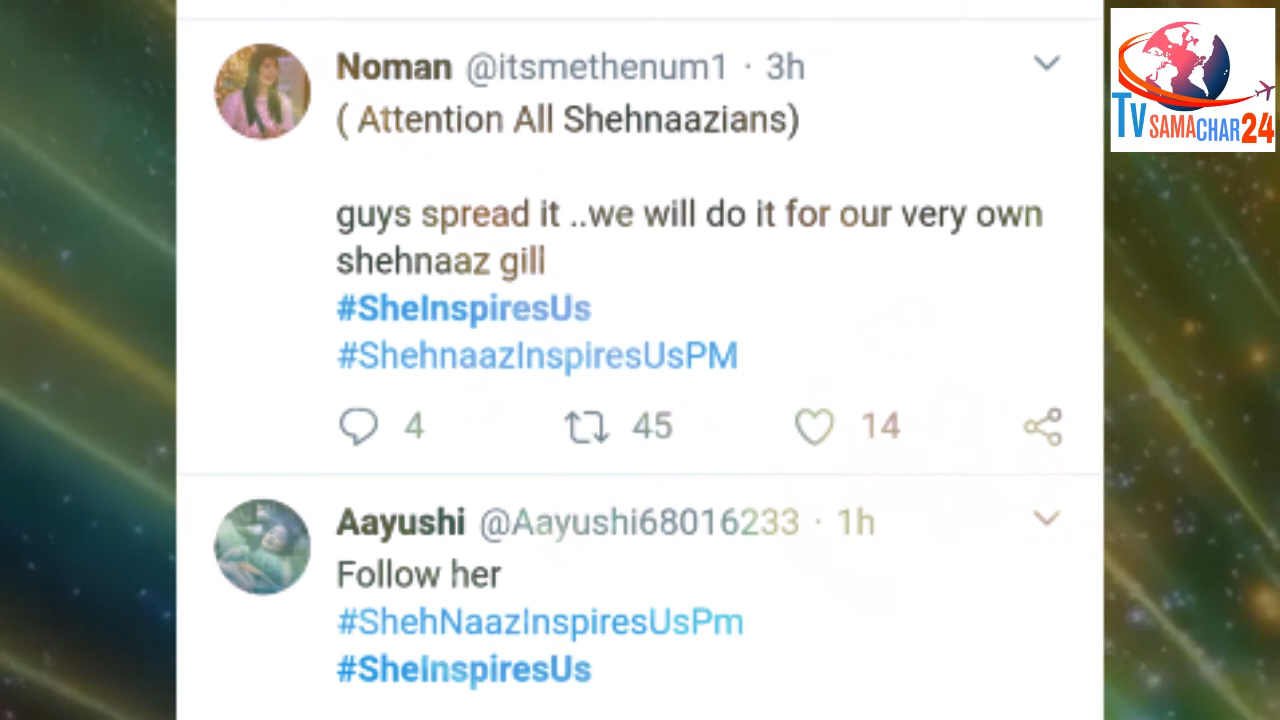 Noman @itsmethenum1 · 3h
( Attention All Shehnaazians)
guys spread it ..we will do it for our very own
shehnaaz gill
#SheInspiresUs
#ShehnaazInspiresUsPM
4 45 14
Aayushi @Aayushi68016233 · 1h
Follow her
#ShehNaazInspiresUsPm
#SheInspiresUs
TV SAMACHAR24